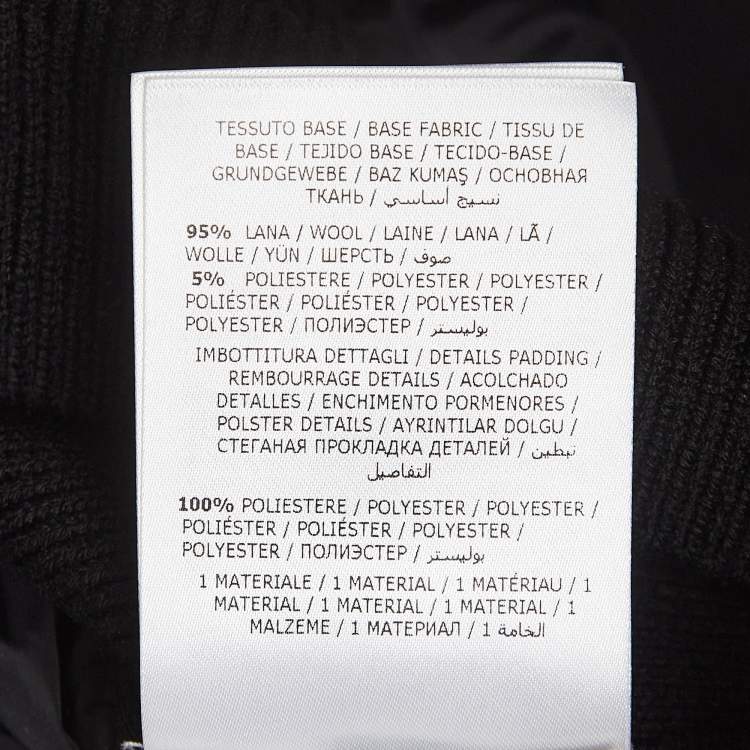 TESSUTO BASE / BASE FABRIC / TISSU DE
BASE / TEJIDO BASE / TECIDO-BASE /
GRUNDGEWEBE / BAZ KUMAŞ / ОСНОВНАЯ
ТКАНЬ / نسيج أساسي
95% LANA / WOOL / LAINE / LANA / LÃ /
WOLLE / YÜN / ШЕРСТЬ / صوف
5% POLIESTERE / POLYESTER / POLYESTER /
POLIÉSTER / POLIÉSTER / POLYESTER /
POLYESTER / ПОЛИЭСТЕР / بوليستر
IMBOTTITURA DETTAGLI / DETAILS PADDING /
REMBOURRAGE DETAILS / ACOLCHADO
DETALLES / ENCHIMENTO PORMENORES /
POLSTER DETAILS / AYRINTILAR DOLGU /
СТЕГАНАЯ ПРОКЛАДКА ДЕТАЛЕЙ / تبطين
التفاصيل
100% POLIESTERE / POLYESTER / POLYESTER /
POLIÉSTER / POLIÉSTER / POLYESTER /
POLYESTER / ПОЛИЭСТЕР / بوليستر
1 MATERIALE / 1 MATERIAL / 1 MATÉRIAU / 1
MATERIAL / 1 MATERIAL / 1 MATERIAL / 1
MALZEME / 1 МАТЕРИАЛ / 1 الخامة